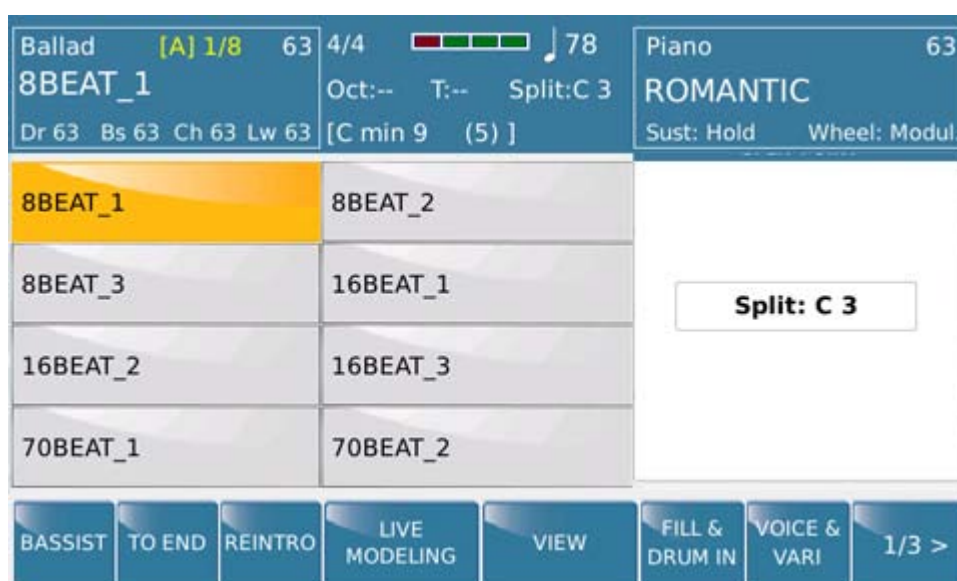 Ballad [A] 1/8 63
8BEAT_1
Dr 63 Bs 63 Ch 63 Lw 63
4/4 78
Oct:-- T:-- Split:C 3
[C min 9 (5) ]
Piano 63
ROMANTIC
Sust: Hold Wheel: Modul.
8BEAT_1 8BEAT_2
8BEAT_3 16BEAT_1
16BEAT_2 16BEAT_3
70BEAT_1 70BEAT_2
Split: C 3
BASSIST
TO END
REINTRO
LIVE
MODELING
VIEW
FILL &
DRUM IN
VOICE &
VARI
1/3 >